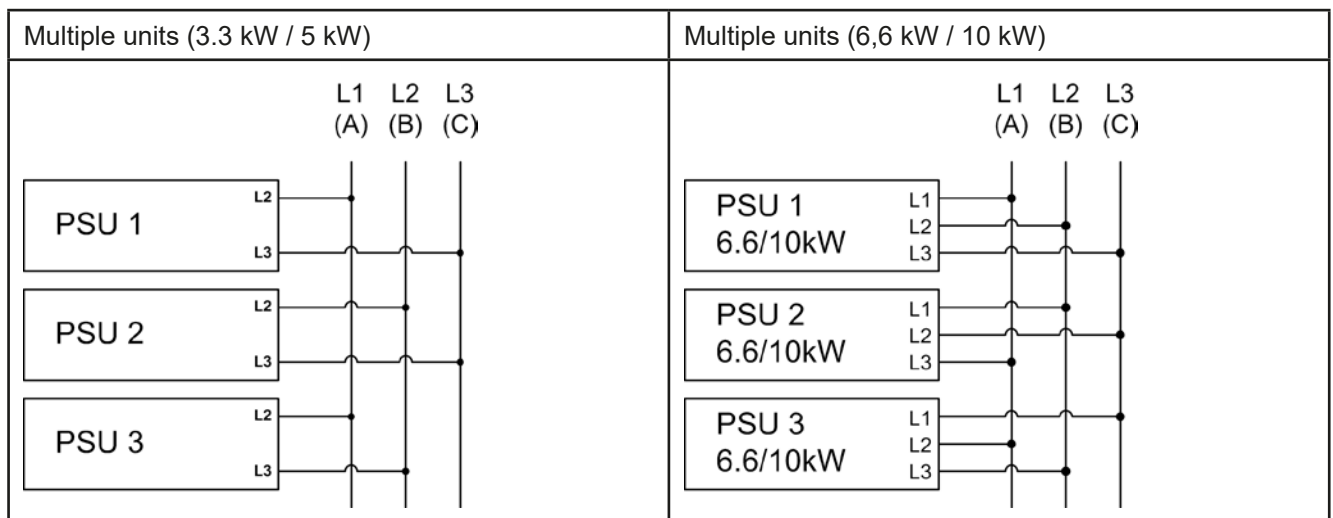 Multiple units (3.3 kW / 5 kW)
L1 L2 L3
(A) (B) (C)
PSU 1
L2
L3
PSU 2
L2
L3
PSU 3
L2
L3
Multiple units (6,6 kW / 10 kW)
L1 L2 L3
(A) (B) (C)
PSU 1
6.6/10kW
L1
L2
L3
PSU 2
6.6/10kW
L1
L2
L3
PSU 3
6.6/10kW
L1
L2
L3